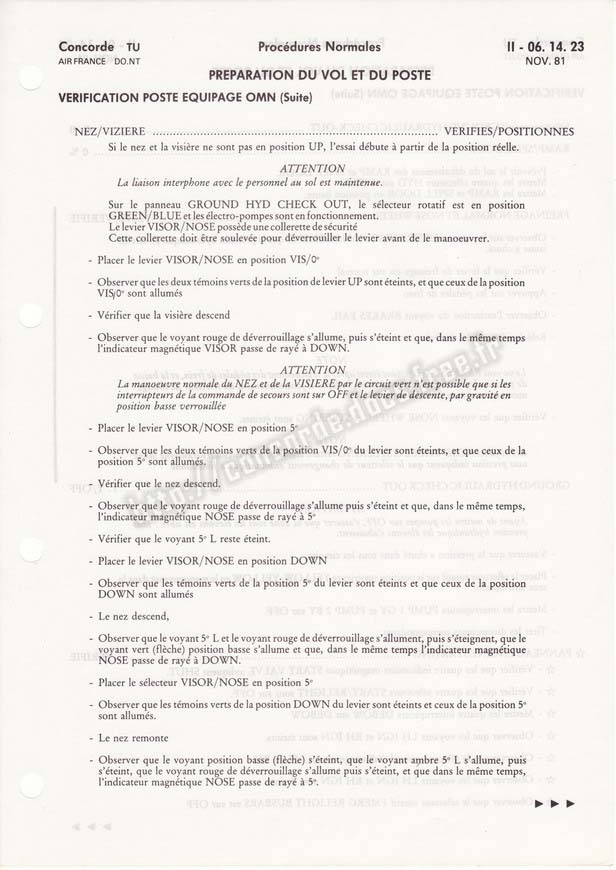 Concorde TU Procédures Normales II - 06. 14. 23
AIR FRANCE DO.NT NOV. 81
PREPARATION DU VOL ET DU POSTE
VERIFICATION POSTE EQUIPAGE OMN (Suite)
NEZ/VIZIERE ................................................................ VERIFIES/POSITIONNES
Si le nez et la visière ne sont pas en position UP, l'essai débute à partir de la position réelle.
ATTENTION
La liaison interphone avec le personnel au sol est maintenue.
Sur le panneau GROUND HYD CHECK OUT, le sélecteur rotatif est en position
GREEN/BLUE et les électro-pompes sont en fonctionnement.
Le levier VISOR/NOSE possède une collerette de sécurité
Cette collerette doit être soulevée pour déverrouiller le levier avant de le manoeuvrer.
- Placer le levier VISOR/NOSE en position VIS/0°
- Observer que les deux témoins verts de la position de levier UP sont éteints, et que ceux de la position
VIS/0° sont allumés
- Vérifier que la visière descend
- Observer que le voyant rouge de déverrouillage s'allume, puis s'éteint et que, dans le même temps
l'indicateur magnétique VISOR passe de rayé à DOWN.
ATTENTION
La manoeuvre normale du NEZ et de la VISIERE par le circuit vert n'est possible que si les
interrupteurs de la commande de secours sont sur OFF et le levier de descente, par gravité en
position basse verrouillée
- Placer le levier VISOR/NOSE en position 5°
- Observer que les deux témoins verts de la position VIS/0° du levier sont éteints, et que ceux de la
position 5° sont allumés.
- Vérifier que le nez descend.
- Observer que le voyant rouge de déverrouillage s'allume puis s'éteint et que, dans le même temps,
l'indicateur magnétique NOSE passe de rayé à 5°
- Vérifier que le voyant 5° L reste éteint.
- Placer le levier VISOR/NOSE en position DOWN
- Observer que les témoins verts de la position 5° du levier sont éteints et que ceux de la position
DOWN sont allumés
- Le nez descend,
- Observer que le voyant 5° L et le voyant rouge de déverrouillage s'allument, puis s'éteignent, que le
voyant vert (flèche) position basse s'allume et que, dans le même temps l'indicateur magnétique
NOSE passe de rayé à DOWN.
- Placer le sélecteur VISOR/NOSE en position 5°
- Observer que les témoins verts de la position DOWN du levier sont éteints et ceux de la position 5°
sont allumés.
- Le nez remonte
- Observer que le voyant position basse (flèche) s'éteint, que le voyant ambre 5° L s'allume, puis
s'éteint, que le voyant rouge de déverrouillage s'allume puis s'éteint, et que dans le même temps,
l'indicateur magnétique NOSE passe de rayé à 5°.